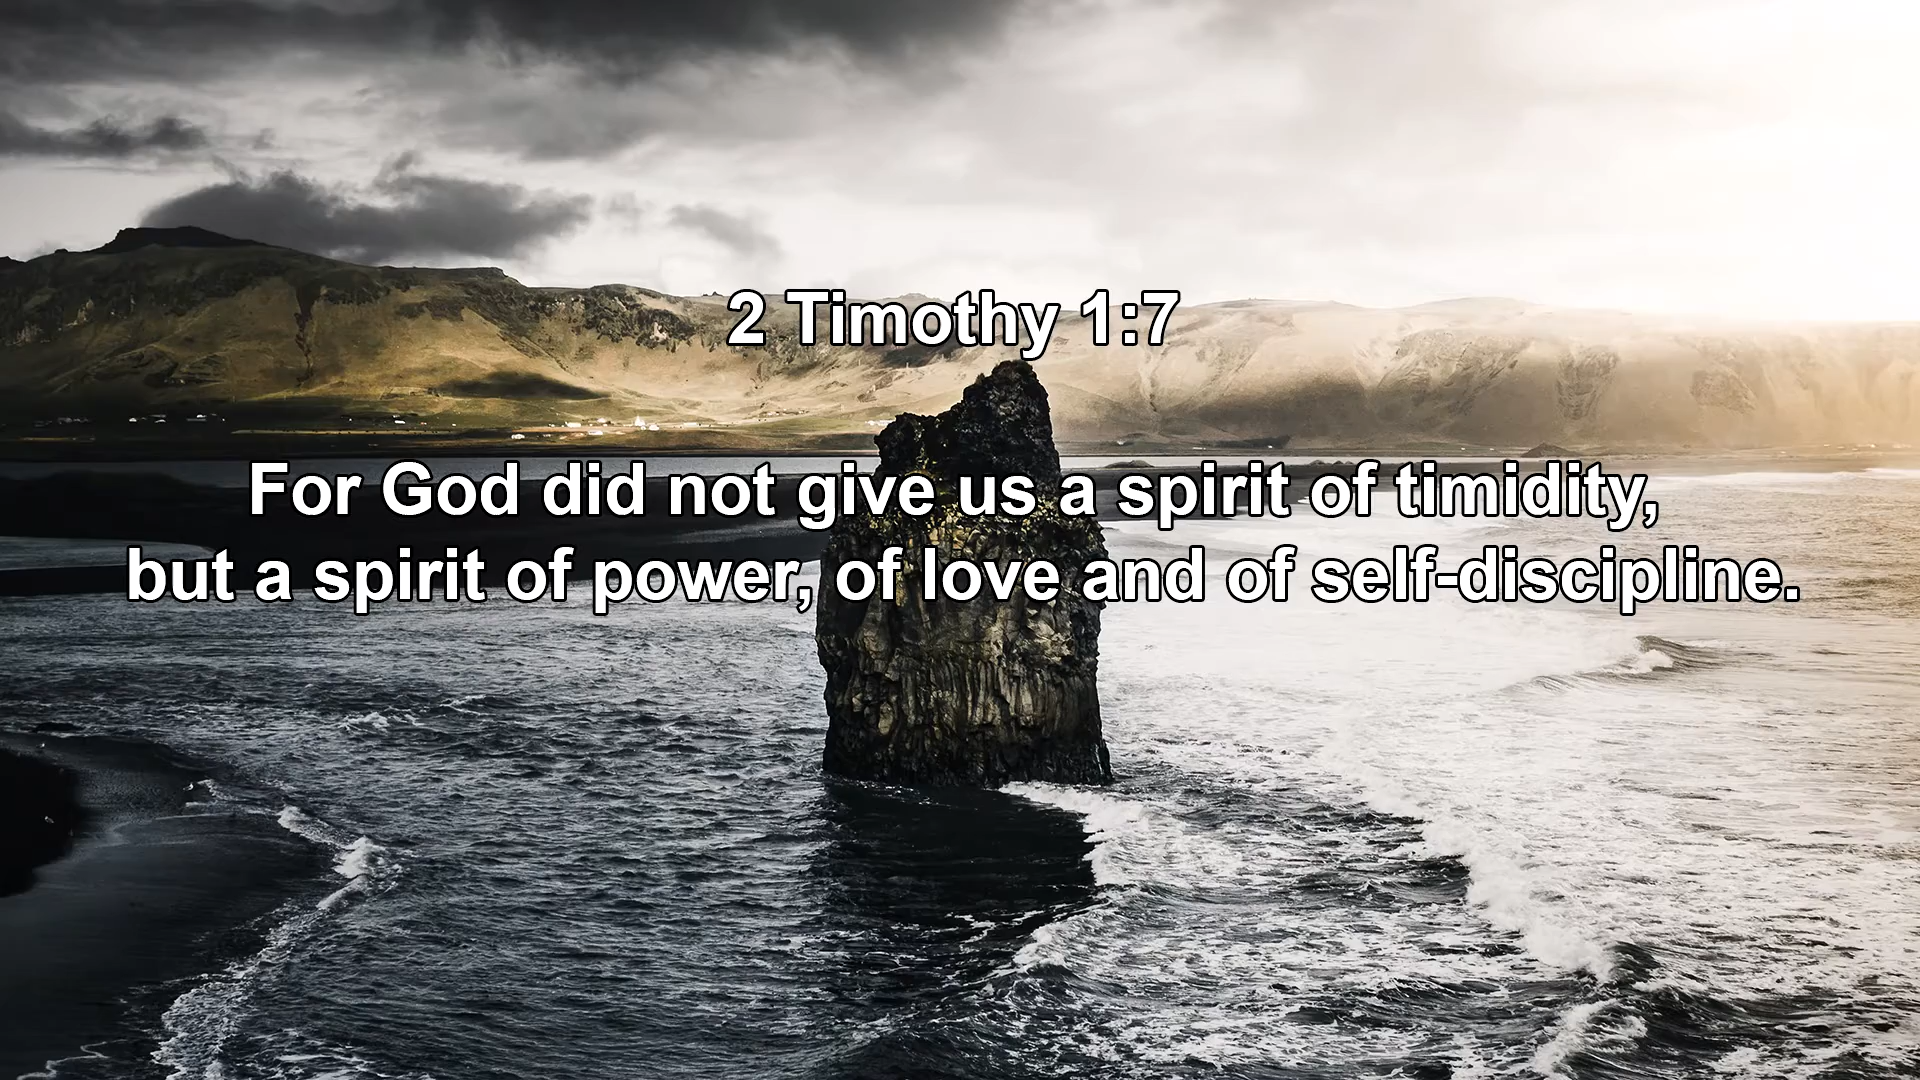 2 Timothy 1:7
For God did not give us a spirit of timidity,
but a spirit of power, of love and of self-discipline.